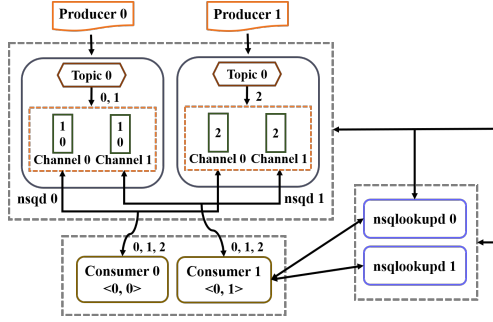 Producer 0
Producer 1
Topic 0
Topic 0
0, 1
2
1
0
1
0
2
2
Channel 0
Channel 1
Channel 0
Channel 1
nsqd 0
nsqd 1
nsqlookupd 0
0, 1, 2
0, 1, 2
Consumer 0
<0, 0>
Consumer 1
<0, 1>
nsqlookupd 1